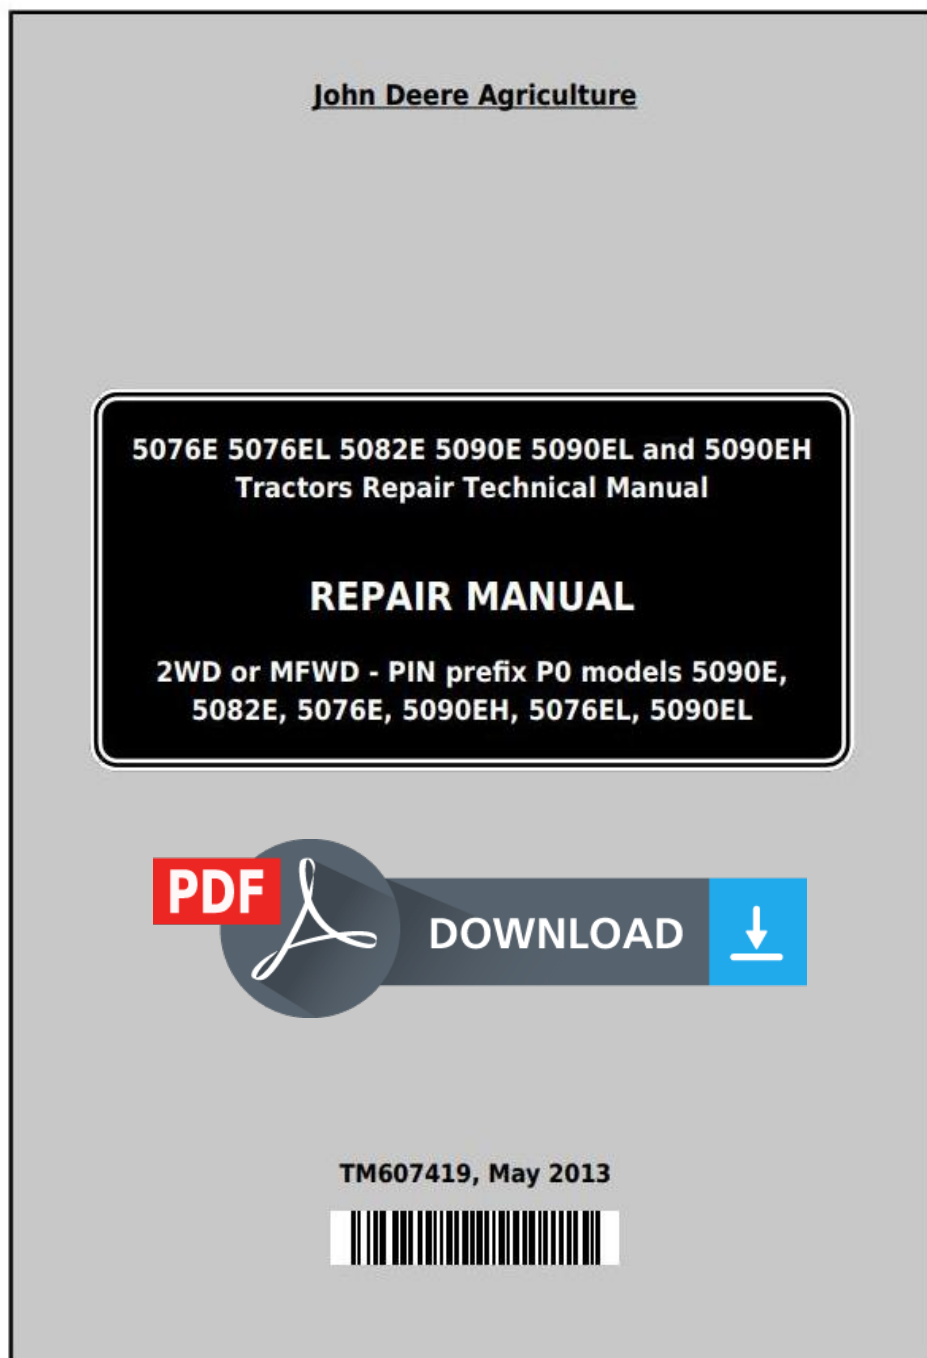 John Deere Agriculture
5076E 5076EL 5082E 5090E 5090EL and 5090EH
Tractors Repair Technical Manual
REPAIR MANUAL
2WD or MFWD - PIN prefix P0 models 5090E,
5082E, 5076E, 5090EH, 5076EL, 5090EL
PDF
DOWNLOAD
TM607419, May 2013